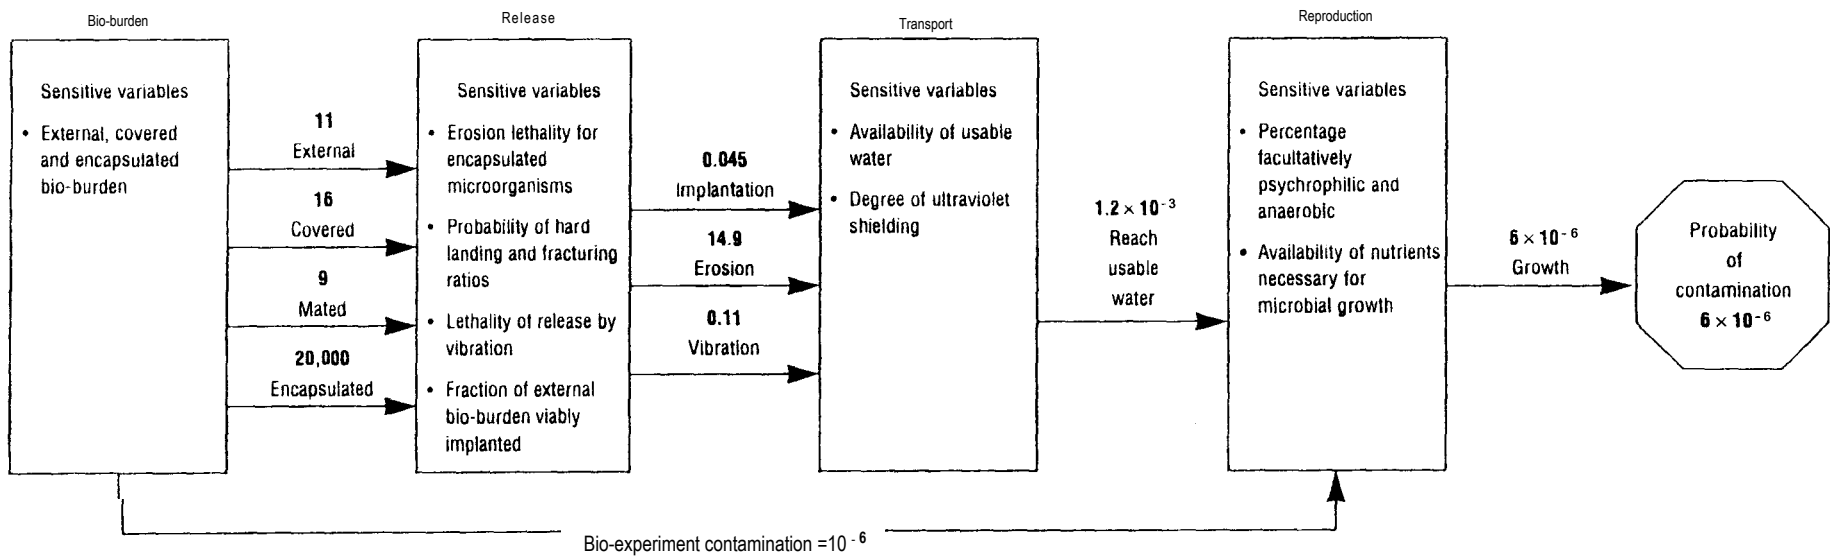 Bio-burden
Sensitive variables
• External, covered
and encapsulated
bio-burden
11
External
16
Covered
9
Mated
20,000
Encapsulated
Release
Sensitive variables
• Erosion lethality for
encapsulated
microorganisms
• Probability of hard
landing and fracturing
ratios
• Lethality of release by
vibration
• Fraction of external
bio-burden viably
implanted
0.045
Implantation
14.9
Erosion
0.11
Vibration
Transport
Sensitive variables
• Availability of usable
water
• Degree of ultraviolet
shielding
1.2 × 10⁻³
Reach
usable
water
Reproduction
Sensitive variables
• Percentage
facultatively
psychrophilic and
anaerobic
• Availability of nutrients
necessary for
microbial growth
6 × 10⁻⁶
Growth
Probability
of
contamination
6 × 10⁻⁶
Bio-experiment contamination =10⁻⁶